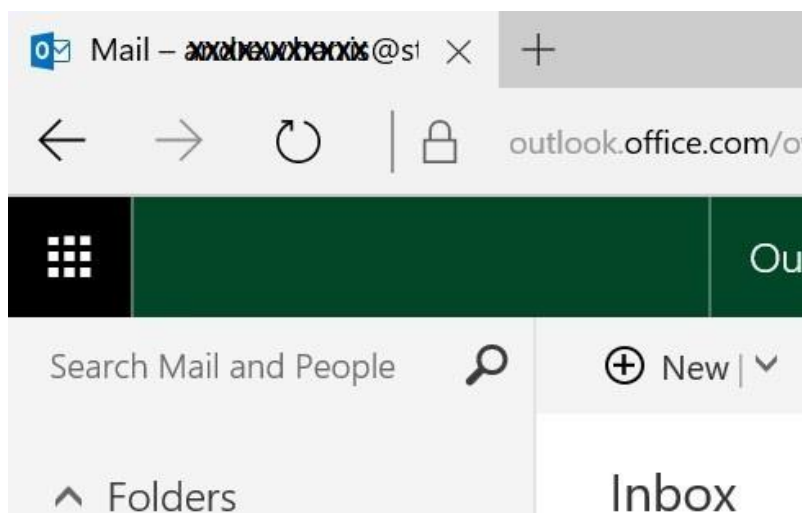 Mail – @st
outlook.office.com/o
Ou
Search Mail and People
New
Folders
Inbox